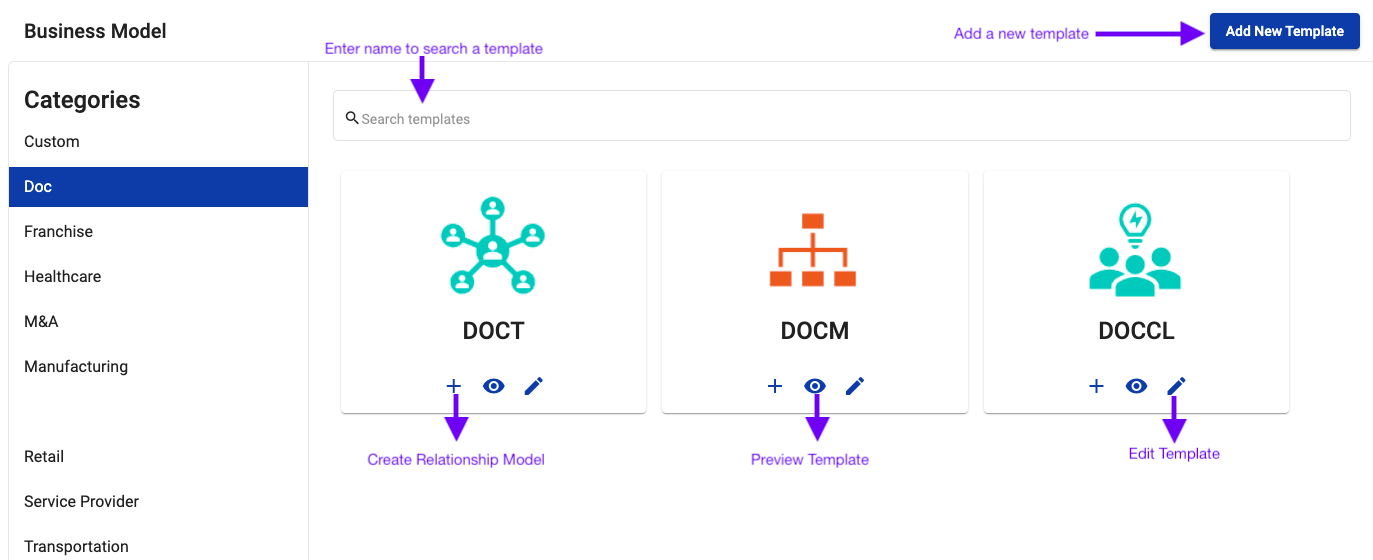 Business Model
Enter name to search a template
Add a new template
Add New Template
Categories
Custom
Doc
Franchise
Healthcare
M&A
Manufacturing
Retail
Service Provider
Transportation
Search templates
DOCT
DOCM
DOCCL
Create Relationship Model
Preview Template
Edit Template